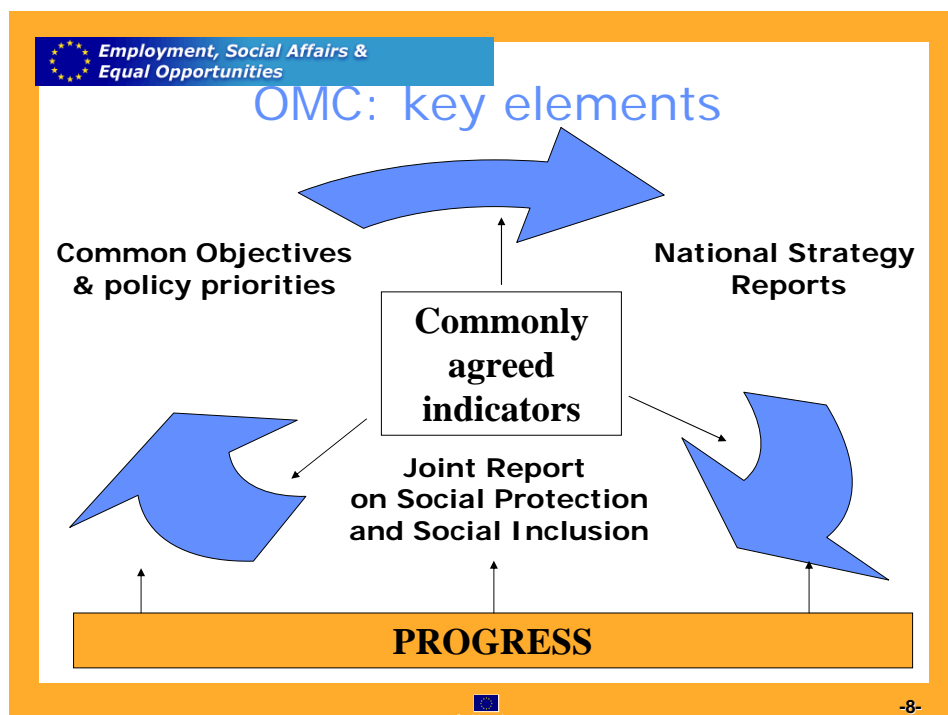 Employment, Social Affairs &
Equal Opportunities
OMC: key elements
Common Objectives
& policy priorities
National Strategy
Reports
Commonly
agreed
indicators
Joint Report
on Social Protection
and Social Inclusion
PROGRESS
-8-